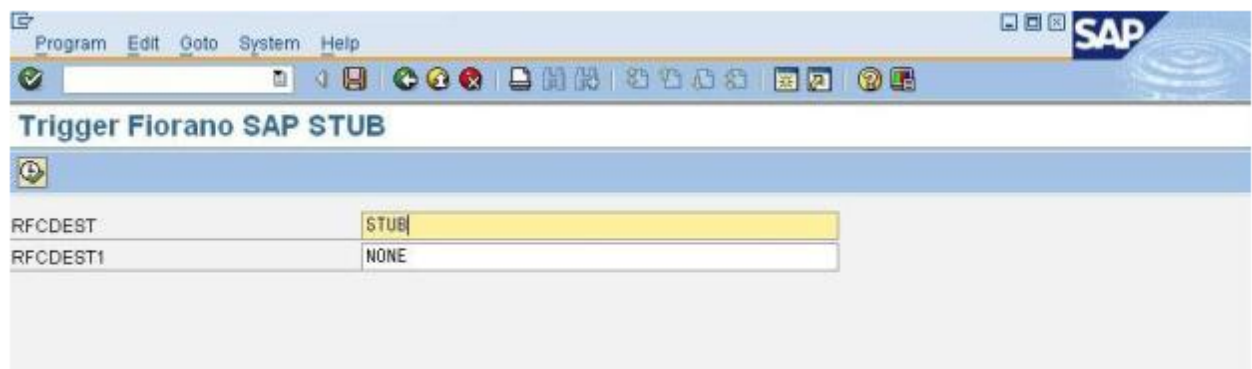 Program Edit Goto System Help
SAP
Trigger Fiorano SAP STUB
RFCDEST STUB
RFCDEST1 NONE